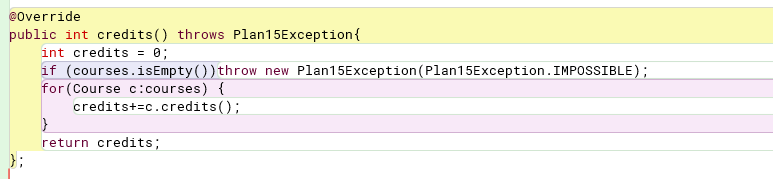 @Override
public int credits() throws Plan15Exception{
int credits = 0;
if (courses.isEmpty())throw new Plan15Exception(Plan15Exception.IMPOSSIBLE);
for(Course c:courses) {
credits+=c.credits();
}
return credits;
};